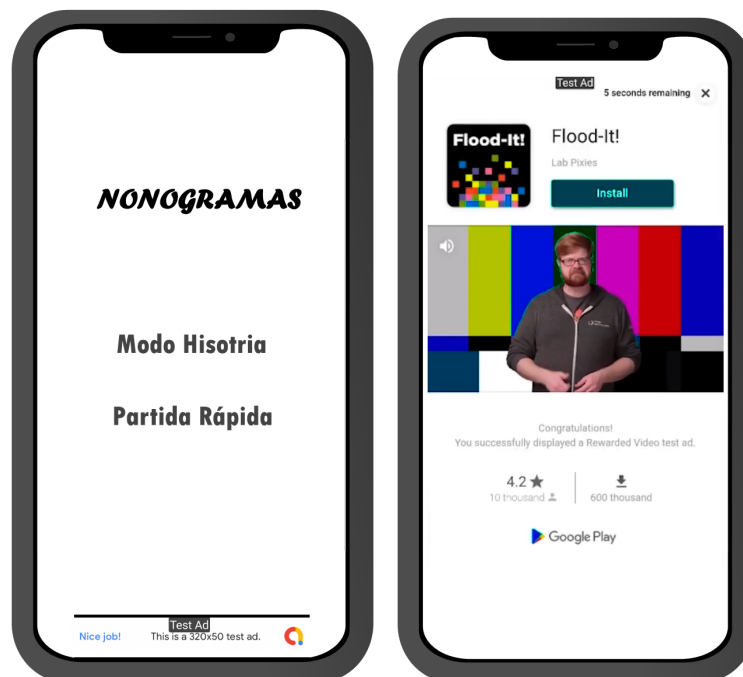 NONOGRAMAS
Modo Hisotria
Partida Rápida
Test Ad
Nice job!
This is a 320x50 test ad.
Test Ad
5 seconds remaining
Flood-It!
Flood-It!
Lab Pixies
Install
Congratulations!
You successfully displayed a Rewarded Video test ad.
4.2 ★
10 thousand
600 thousand
Google Play